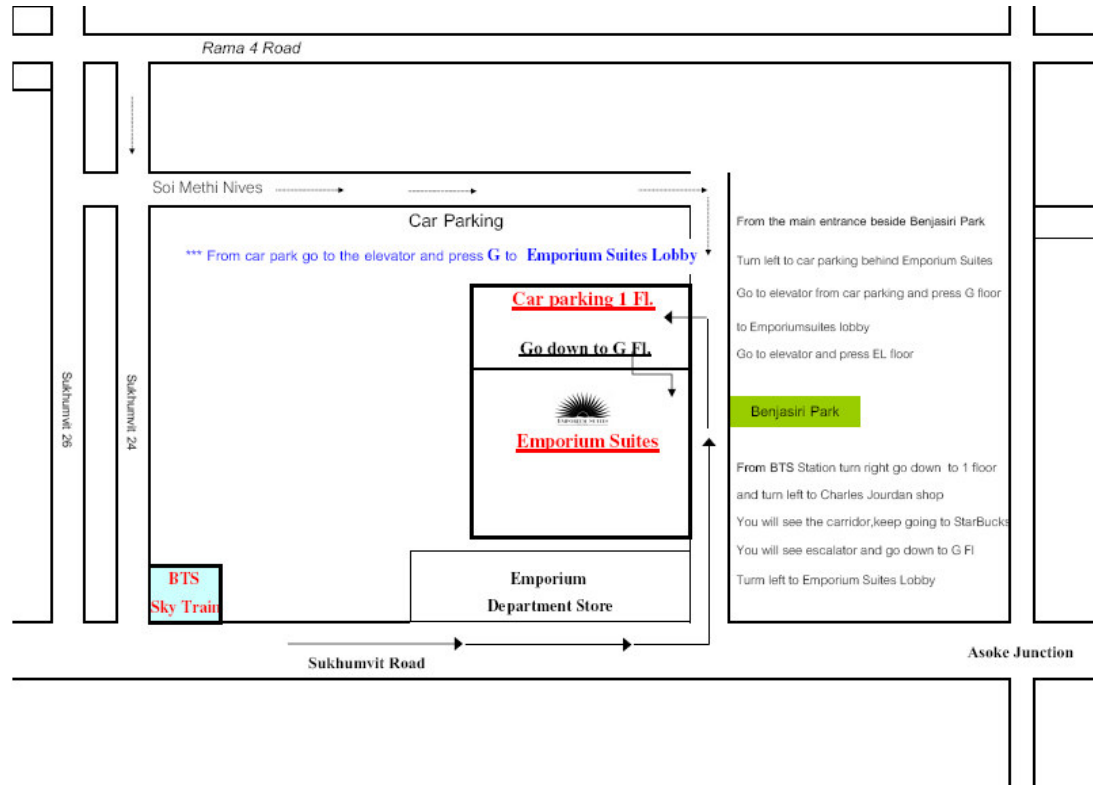 Rama 4 Road
Soi Methi Nives
Car Parking
*** From car park go to the elevator and press G to Emporium Suites Lobby
Car parking 1 Fl.
Go down to G Fl.
EMPORIUM SUITES
Emporium Suites
Sukhumvit 26
Sukhumvit 24
BTS
Sky Train
Emporium
Department Store
Sukhumvit Road
From the main entrance beside Benjasiri Park
Turn left to car parking behind Emporium Suites
Go to elevator from car parking and press G floor
to Emporiumsuites lobby
Go to elevator and press EL floor
Benjasiri Park
From BTS Station turn right go down to 1 floor
and turn left to Charles Jourdan shop
You will see the carridor,keep going to StarBucks
You will see escalator and go down to G Fl
Turm left to Emporium Suites Lobby
Asoke Junction